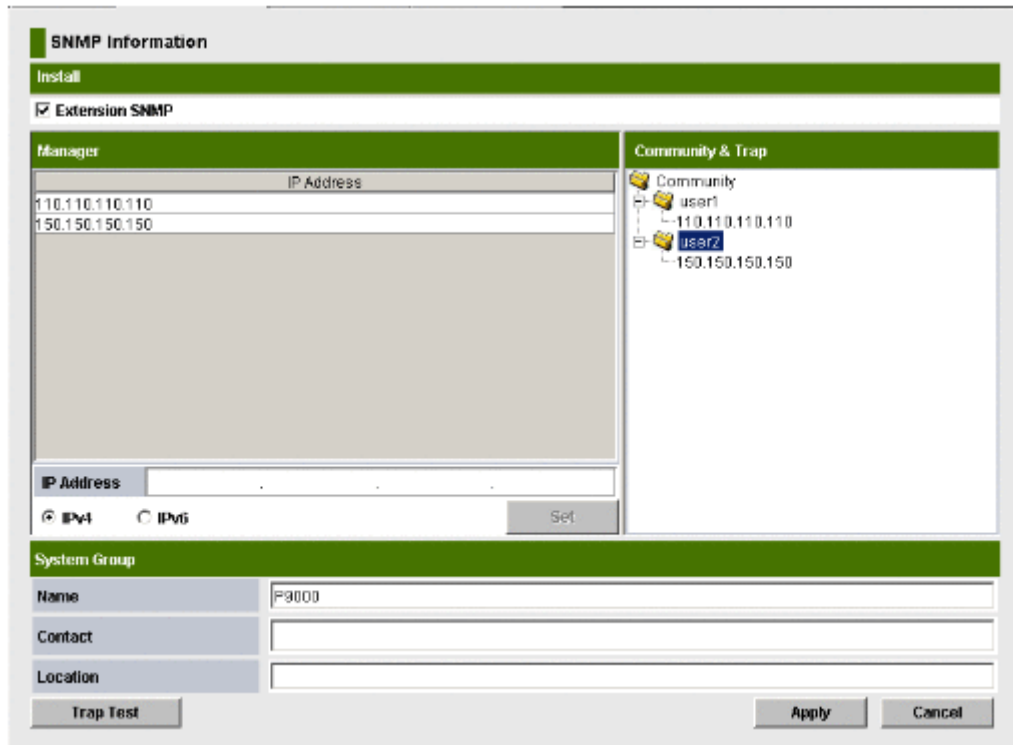 SNMP Information
Install
Extension SNMP
Manager
IP Address
110.110.110.110
150.150.150.150
IP Address
. . .
IPv4 IPv6 Set
Community & Trap
Community
user1
110.110.110.110
user2
150.150.150.150
System Group
Name P9000
Contact
Location
Trap Test Apply Cancel